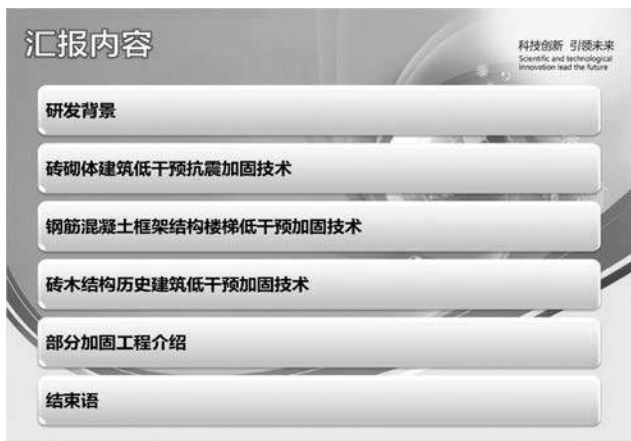 汇报内容
科技创新 引领未来
Scientific and technological
innovation lead the future
研发背景
砖砌体建筑低干预抗震加固技术
钢筋混凝土框架结构楼梯低干预加固技术
砖木结构历史建筑低干预加固技术
部分加固工程介绍
结束语